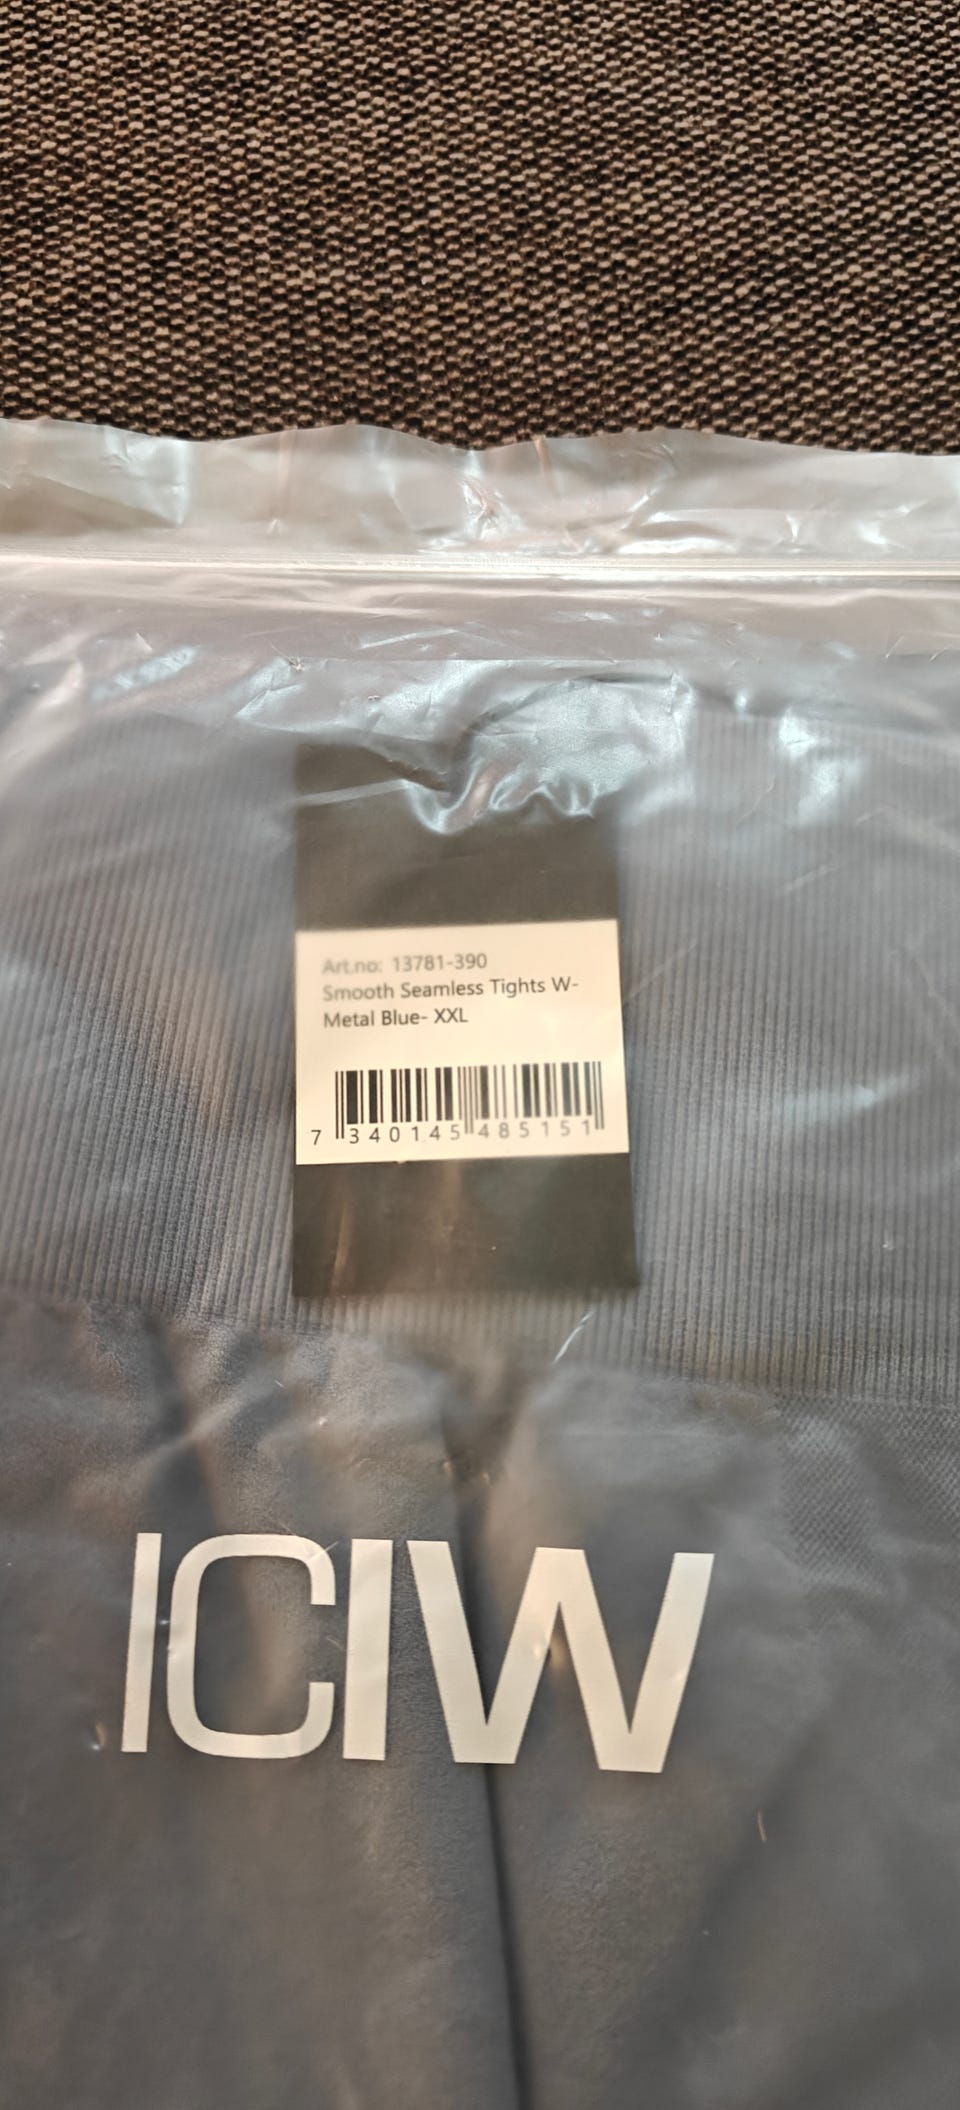 Art.no: 13781-390
Smooth Seamless Tights W-
Metal Blue- XXL
7 340145 485151
ICIW